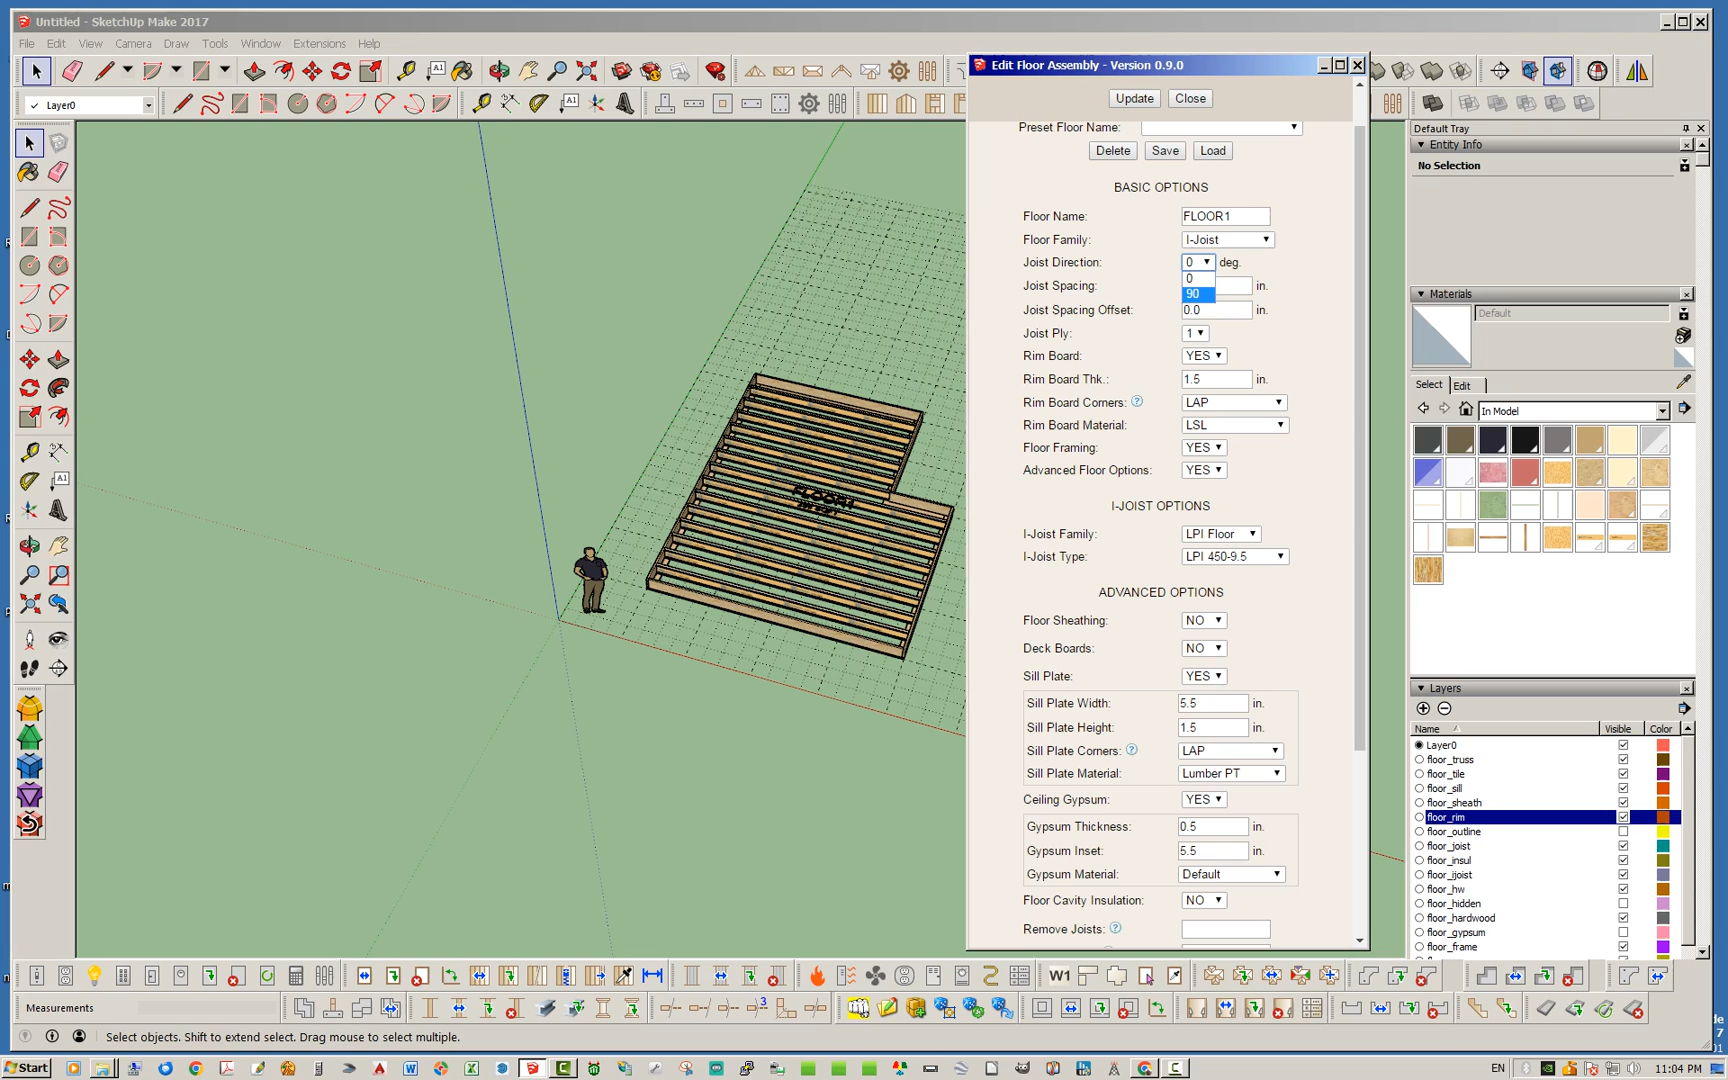 Untitled - SketchUp Make 2017
File Edit View Camera Draw Tools Window Extensions Help
Layer0
Edit Floor Assembly - Version 0.9.0
Update Close
Preset Floor Name:
Delete Save Load
BASIC OPTIONS
Floor Name: FLOOR1
Floor Family: I-Joist
Joist Direction: 0 deg.
0
Joist Spacing: in.
90
Joist Spacing Offset: 0.0 in.
Joist Ply: 1
Rim Board: YES
Rim Board Thk.: 1.5 in.
Rim Board Corners: ? LAP
Rim Board Material: LSL
Floor Framing: YES
Advanced Floor Options: YES
I-JOIST OPTIONS
I-Joist Family: LPI Floor
I-Joist Type: LPI 450-9.5
ADVANCED OPTIONS
Floor Sheathing: NO
Deck Boards: NO
Sill Plate: YES
Sill Plate Width: 5.5 in.
Sill Plate Height: 1.5 in.
Sill Plate Corners: ? LAP
Sill Plate Material: Lumber PT
Ceiling Gypsum: YES
Gypsum Thickness: 0.5 in.
Gypsum Inset: 5.5 in.
Gypsum Material: Default
Floor Cavity Insulation: NO
Remove Joists: ?
FLOOR1
Default Tray
Entity Info
No Selection
Materials
Default
Select Edit
In Model
Layers
Name Visible Color
Layer0
floor_truss
floor_tile
floor_sill
floor_sheath
floor_rim
floor_outline
floor_joist
floor_insul
floor_ijoist
floor_hw
floor_hidden
floor_hardwood
floor_gypsum
floor_frame
W1
Measurements
3
Select objects. Shift to extend select. Drag mouse to select multiple.
Start
EN
11:04 PM